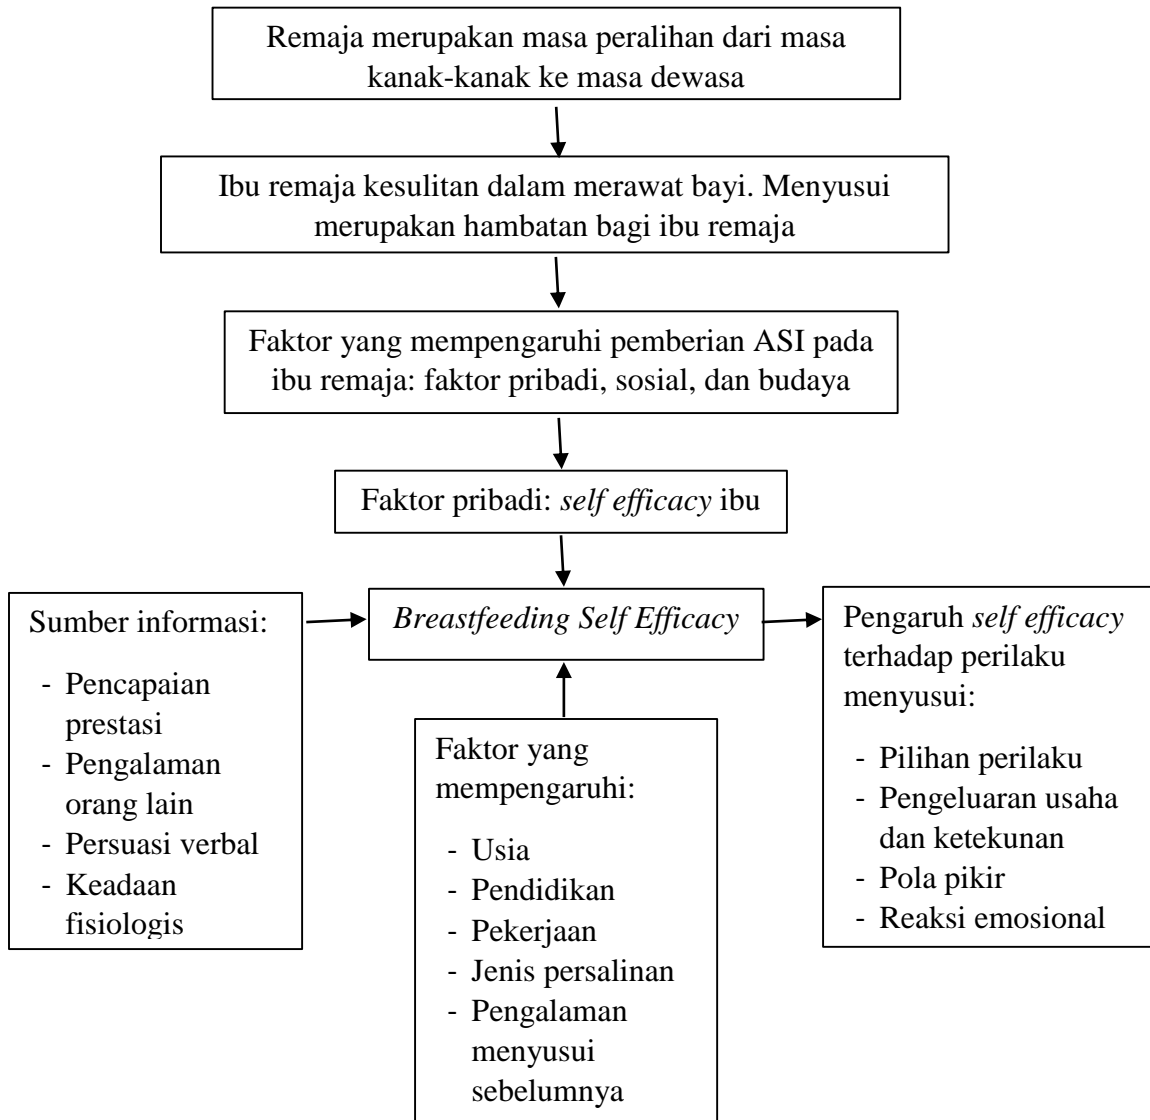 Remaja merupakan masa peralihan dari masa
kanak-kanak ke masa dewasa
Ibu remaja kesulitan dalam merawat bayi. Menyusui
merupakan hambatan bagi ibu remaja
Faktor yang mempengaruhi pemberian ASI pada
ibu remaja: faktor pribadi, sosial, dan budaya
Faktor pribadi: self efficacy ibu
Sumber informasi:
- Pencapaian
prestasi
- Pengalaman
orang lain
- Persuasi verbal
- Keadaan
fisiologis
Breastfeeding Self Efficacy
Faktor yang
mempengaruhi:
- Usia
- Pendidikan
- Pekerjaan
- Jenis persalinan
- Pengalaman
menyusui
sebelumnya
Pengaruh self efficacy
terhadap perilaku
menyusui:
- Pilihan perilaku
- Pengeluaran usaha
dan ketekunan
- Pola pikir
- Reaksi emosional